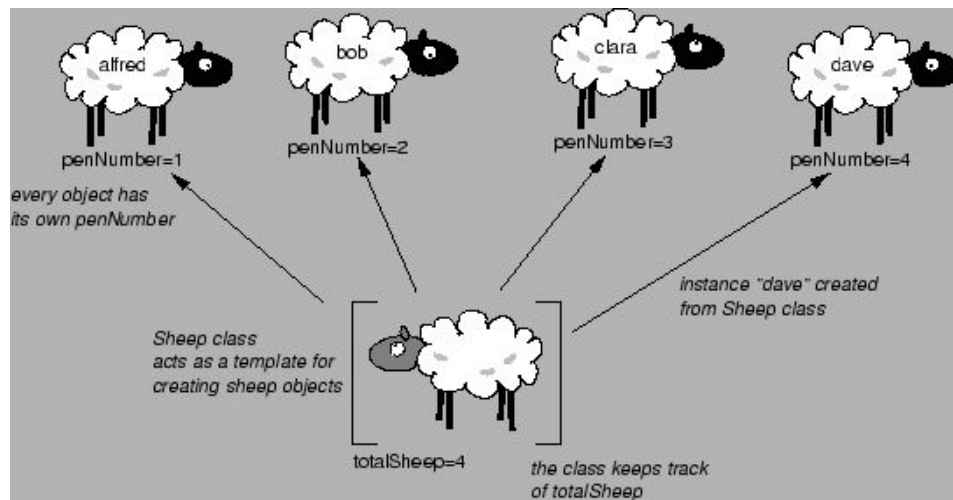 alfred
bob
clara
dave
penNumber=1
penNumber=2
penNumber=3
penNumber=4
every object has
its own penNumber
instance "dave" created
from Sheep class
Sheep class
acts as a template for
creating sheep objects
totalSheep=4
the class keeps track
of totalSheep